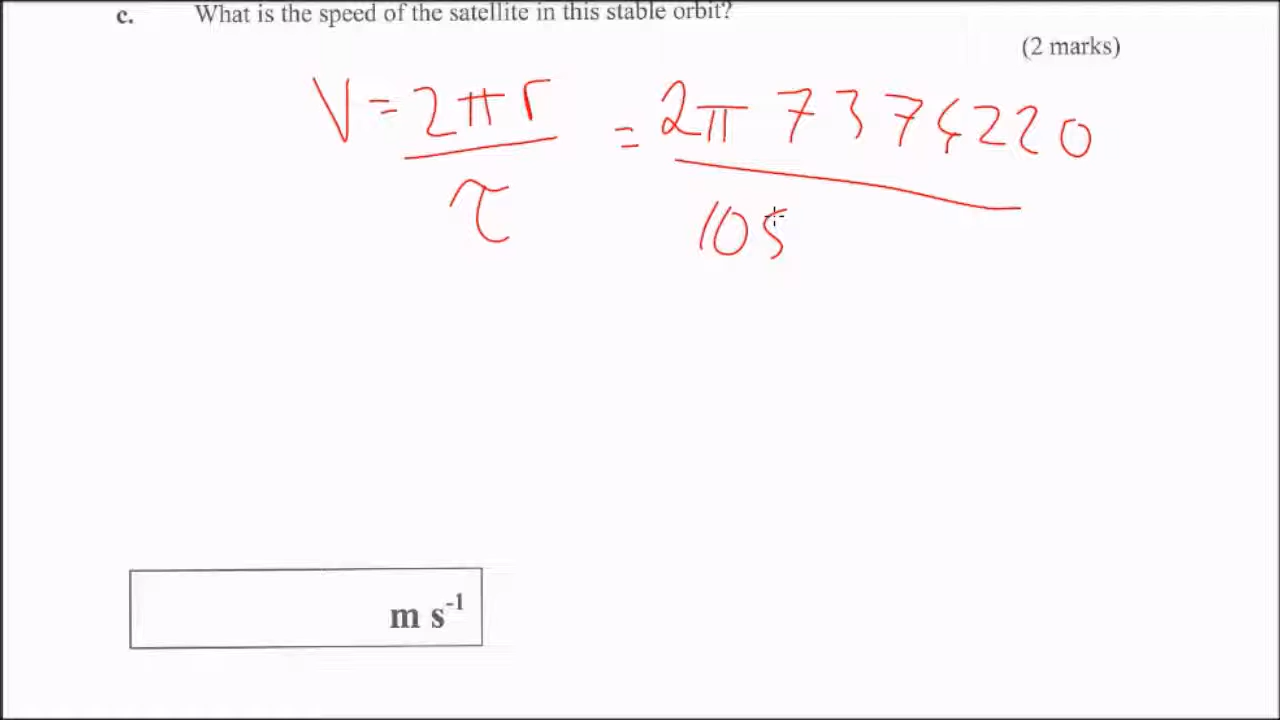 c. What is the speed of the satellite in this stable orbit?
(2 marks)
V = 2πr = 2π 7374220
τ 105
m s⁻¹